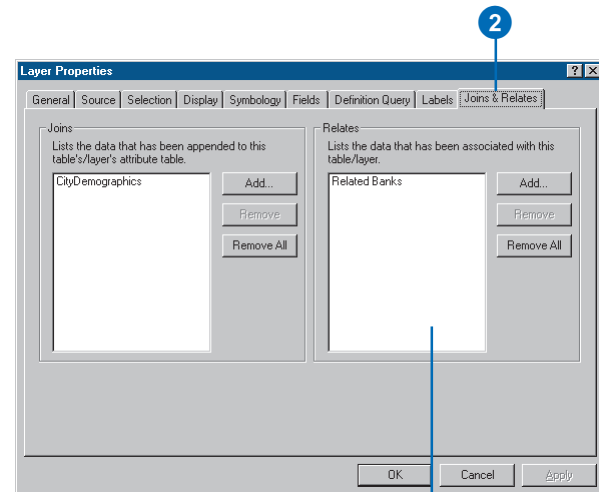 2
Layer Properties
General Source Selection Display Symbology Fields Definition Query Labels Joins & Relates
Joins
Lists the data that has been appended to this
table's/layer's attribute table.
CityDemographics
Add...
Remove
Remove All
Relates
Lists the data that has been associated with this
table/layer.
Related Banks
Add...
Remove
Remove All
OK Cancel Apply